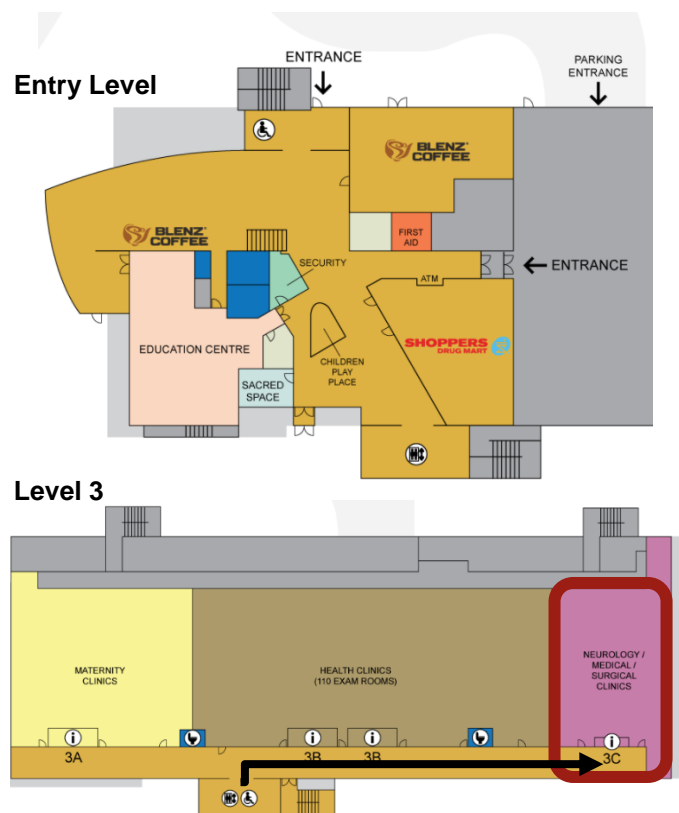 ENTRANCE
PARKING
ENTRANCE
Entry Level
BLENZ
COFFEE
BLENZ
COFFEE
FIRST
AID
SECURITY
ENTRANCE
ATM
EDUCATION CENTRE
SHOPPERS
DRUG MART
CHILDREN
PLAY
PLACE
SACRED
SPACE
Level 3
NEUROLOGY /
MEDICAL /
SURGICAL
CLINICS
MATERNITY
CLINICS
HEALTH CLINICS
(110 EXAM ROOMS)
i
i
i
i
3A
3B
3B
3C